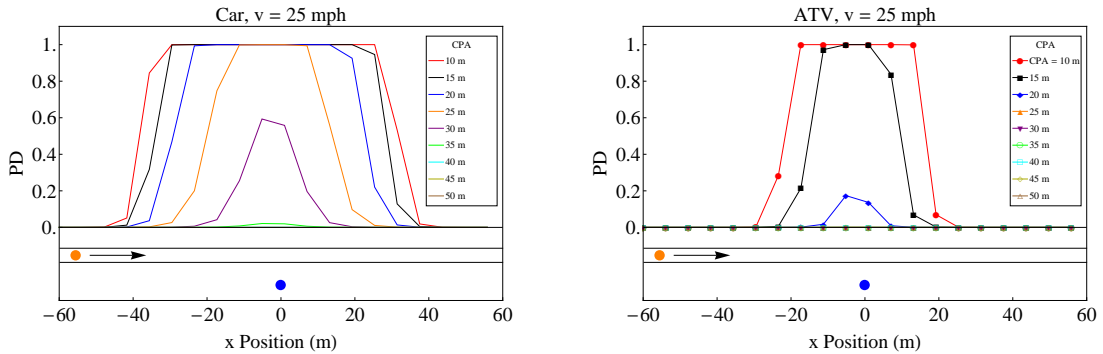 Car, v = 25 mph
PD
1.
0.8
0.6
0.4
0.2
0.
CPA
10 m
15 m
20 m
25 m
30 m
35 m
40 m
45 m
50 m
−60 −40 −20 0 20 40 60
x Position (m)
ATV, v = 25 mph
PD
1.
0.8
0.6
0.4
0.2
0.
CPA
CPA = 10 m
15 m
20 m
25 m
30 m
35 m
40 m
45 m
50 m
−60 −40 −20 0 20 40 60
x Position (m)